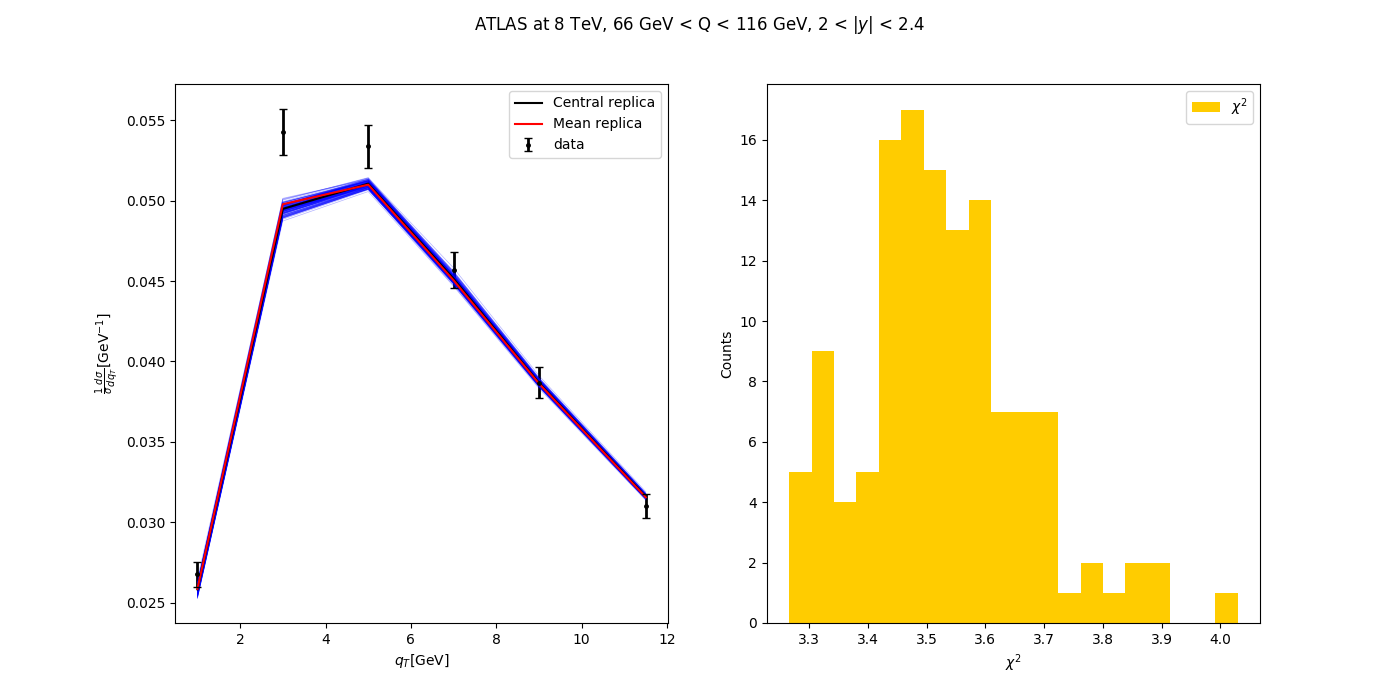 ATLAS at 8 TeV, 66 GeV < Q < 116 GeV, 2 < |y| < 2.4
Central replica
Mean replica
data
0.055
0.050
0.045
0.040
0.035
0.030
0.025
1/σ dσ/dq_T [GeV⁻¹]
2 4 6 8 10 12
q_T[GeV]
χ²
16
14
12
10
8
6
4
2
0
Counts
3.3 3.4 3.5 3.6 3.7 3.8 3.9 4.0
χ²